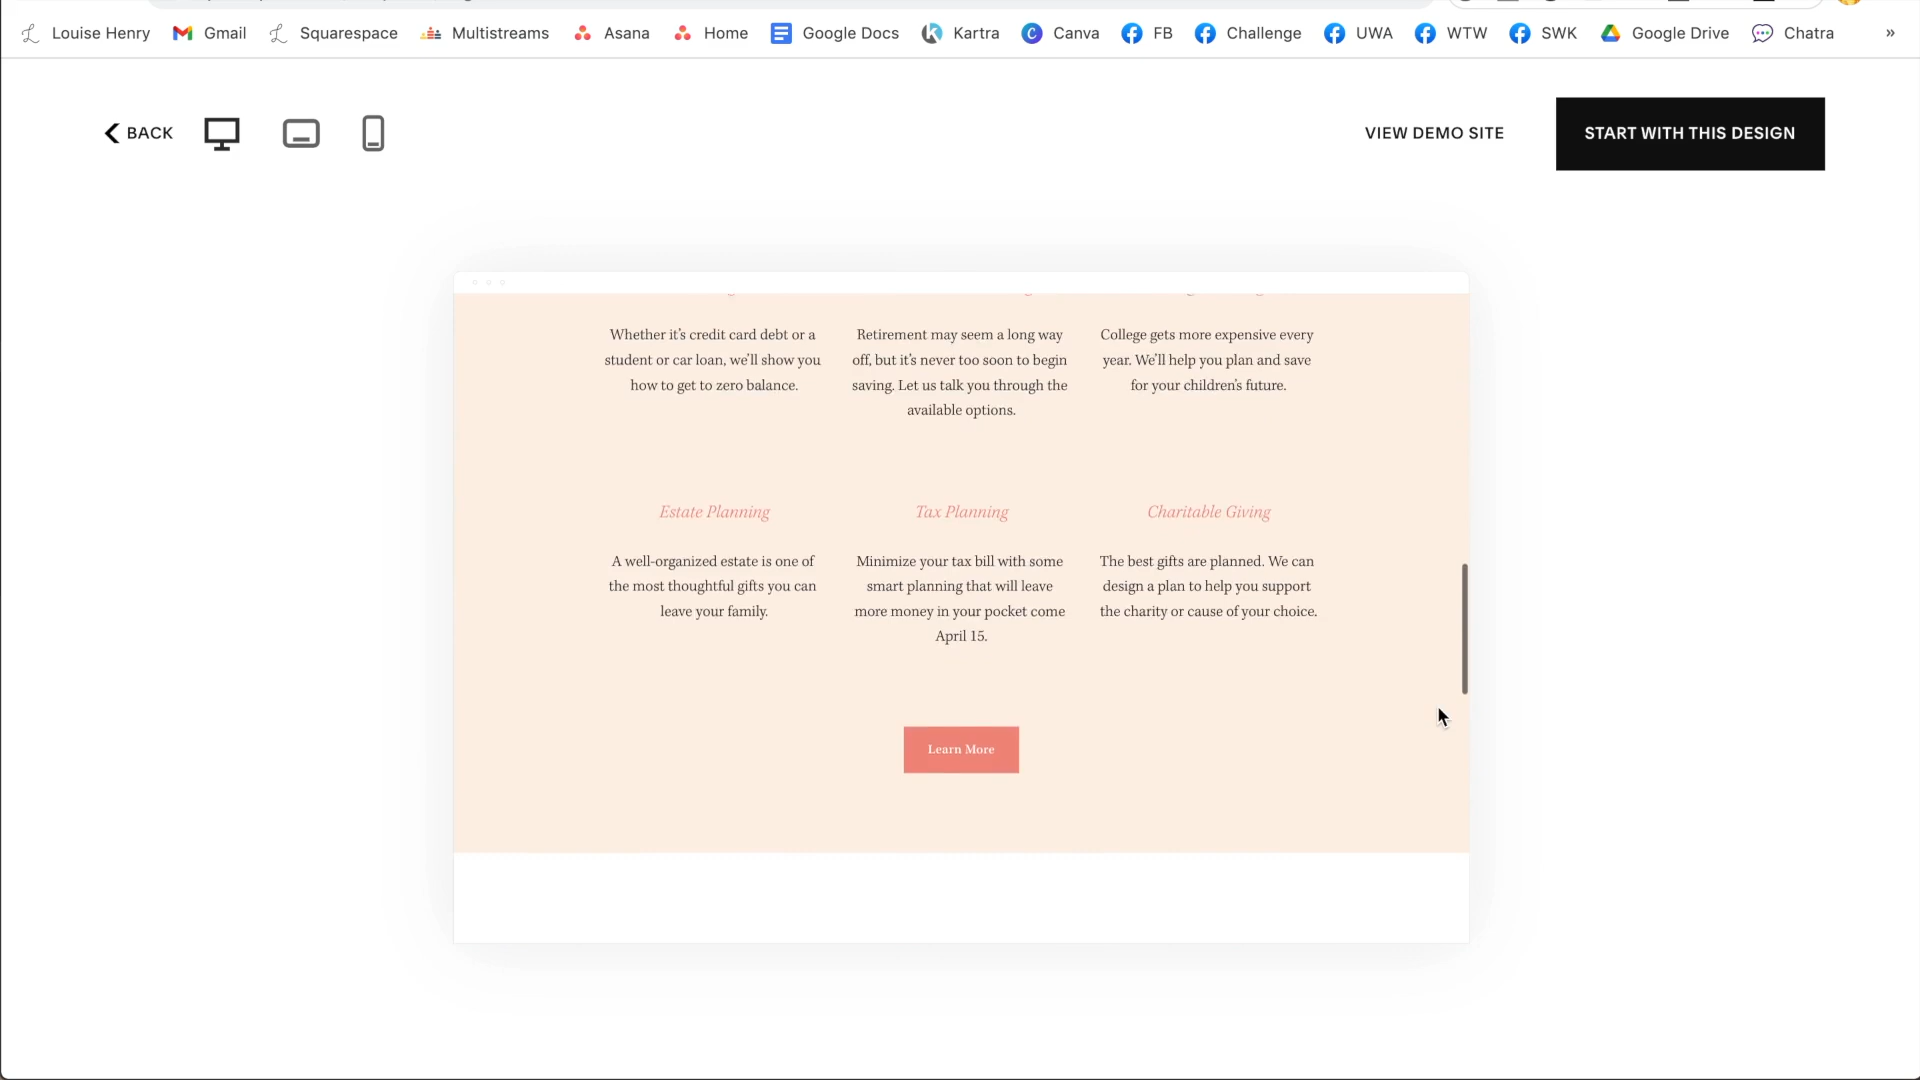 Louise Henry Gmail Squarespace Multistreams Asana Home Google Docs Kartra Canva FB Challenge UWA WTW SWK Google Drive Chatra »
BACK VIEW DEMO SITE START WITH THIS DESIGN
Whether it’s credit card debt or a
student or car loan, we’ll show you
how to get to zero balance.
Retirement may seem a long way
off, but it’s never too soon to begin
saving. Let us talk you through the
available options.
College gets more expensive every
year. We’ll help you plan and save
for your children’s future.
Estate Planning
A well-organized estate is one of
the most thoughtful gifts you can
leave your family.
Tax Planning
Minimize your tax bill with some
smart planning that will leave
more money in your pocket come
April 15.
Charitable Giving
The best gifts are planned. We can
design a plan to help you support
the charity or cause of your choice.
Learn More